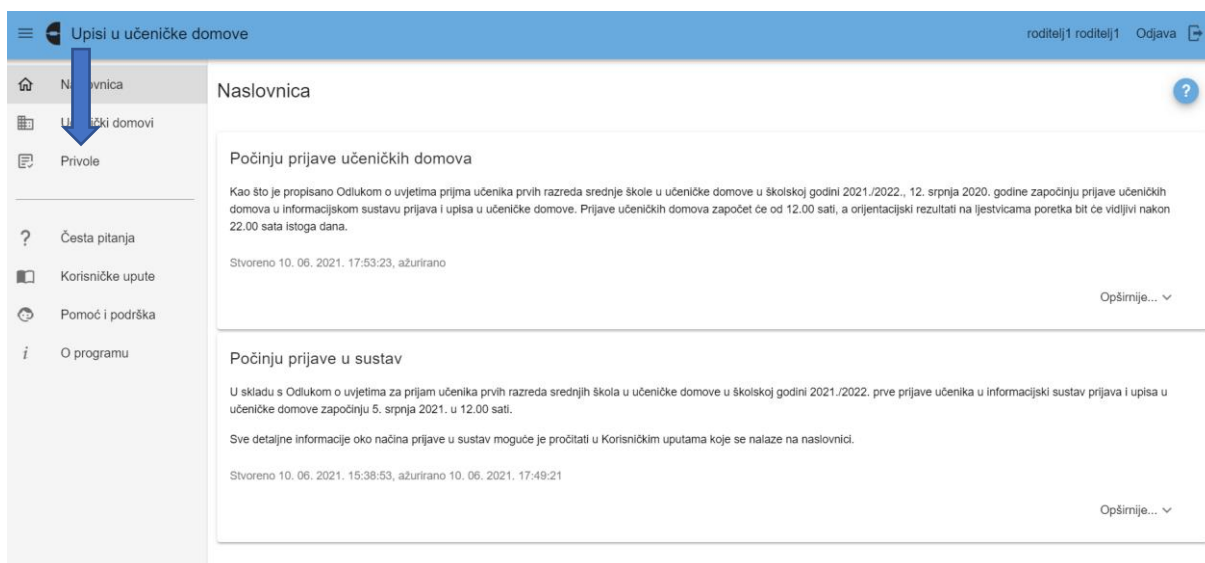 Upisi u učeničke domove
roditelj1 roditelj1 Odjava
Naslovnica
Učenički domovi
Privole
Česta pitanja
Korisničke upute
Pomoć i podrška
i O programu
Naslovnica
?
Počinju prijave učeničkih domova
Kao što je propisano Odlukom o uvjetima prijma učenika prvih razreda srednje škole u učeničke domove u školskoj godini 2021./2022., 12. srpnja 2020. godine započinju prijave učeničkih
domova u informacijskom sustavu prijava i upisa u učeničke domove. Prijave učeničkih domova započet će od 12.00 sati, a orijentacijski rezultati na ljestvicama poretka bit će vidljivi nakon
22.00 sata istoga dana.
Stvoreno 10. 06. 2021. 17:53:23, ažurirano
Opširnije...
Počinju prijave u sustav
U skladu s Odlukom o uvjetima za prijam učenika prvih razreda srednjih škola u učeničke domove u školskoj godini 2021./2022. prve prijave učenika u informacijski sustav prijava i upisa u
učeničke domove započinju 5. srpnja 2021. u 12.00 sati.
Sve detaljne informacije oko načina prijave u sustav moguće je pročitati u Korisničkim uputama koje se nalaze na naslovnici.
Stvoreno 10. 06. 2021. 15:38:53, ažurirano 10. 06. 2021. 17:49:21
Opširnije...